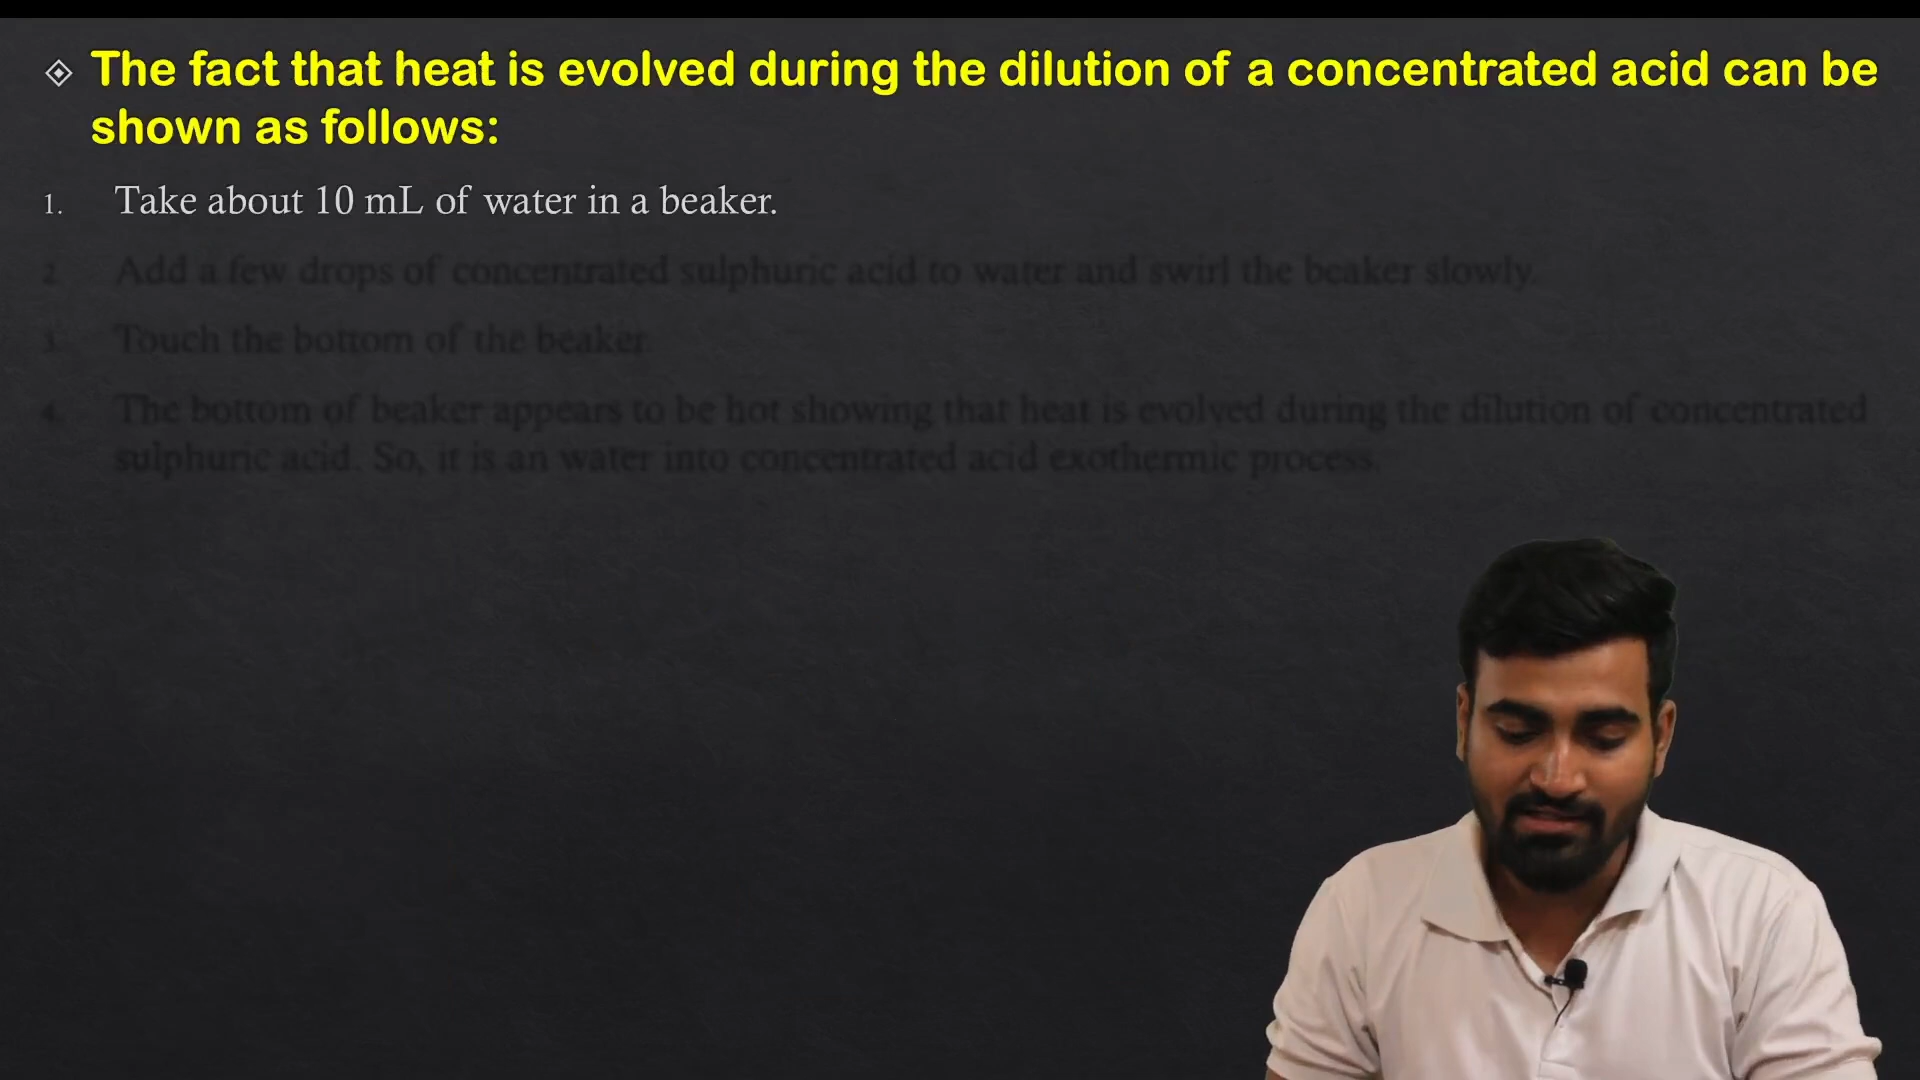 The fact that heat is evolved during the dilution of a concentrated acid can be
shown as follows:
1. Take about 10 mL of water in a beaker.
2. Add a few drops of concentrated sulphuric acid to water and swirl the beaker slowly.
3. Touch the bottom of the beaker
4. The bottom of beaker appears to be hot showing that heat is evolved during the dilution of concentrated
sulphuric acid. So, it is an water into concentrated acid exothermic process.